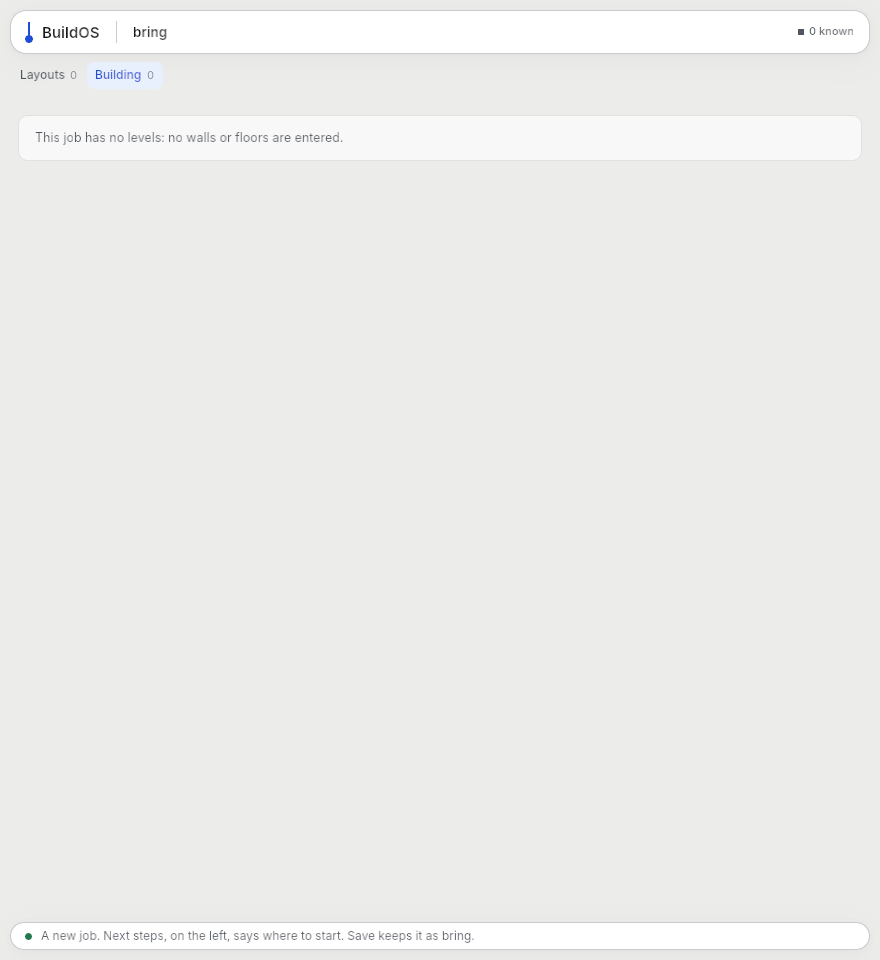 BuildOS
bring
0 known
Layouts 0
Building 0
This job has no levels: no walls or floors are entered.
A new job. Next steps, on the left, says where to start. Save keeps it as bring.